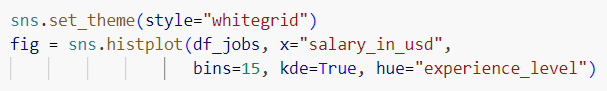 sns.set_theme(style="whitegrid")
fig = sns.histplot(df_jobs, x="salary_in_usd",
                   bins=15, kde=True, hue="experience_level")